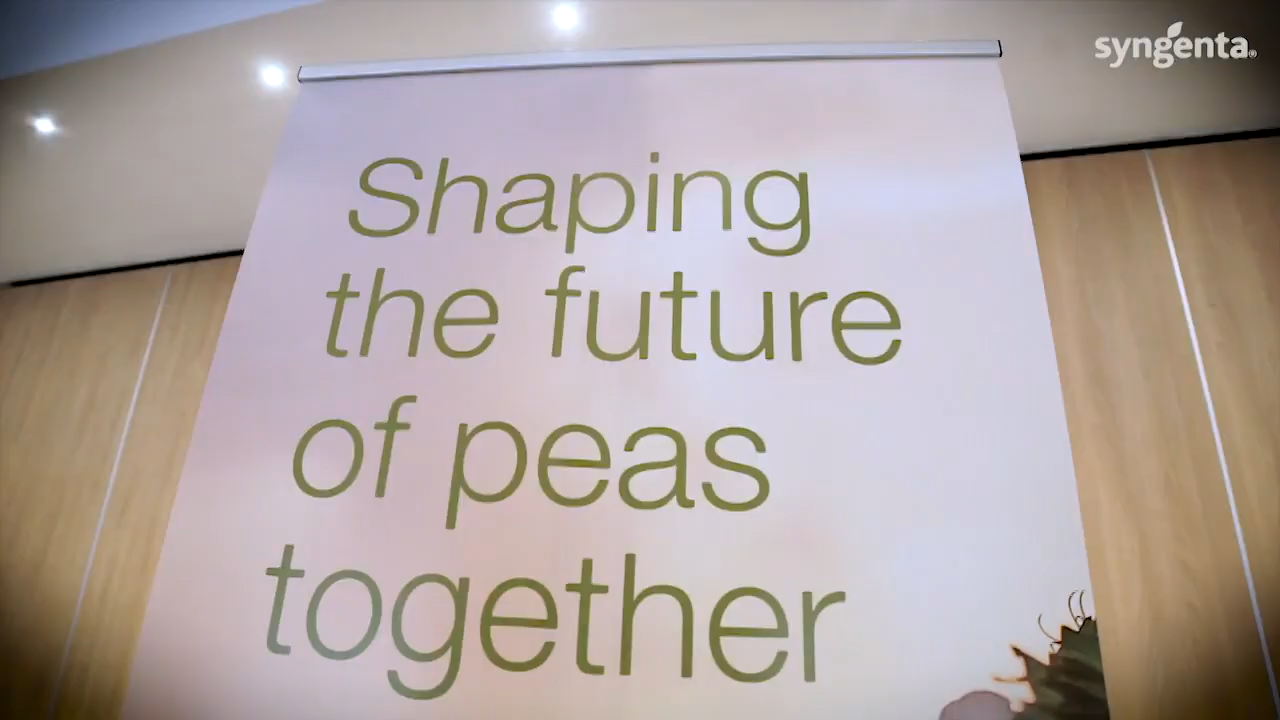 syngenta
Shaping
the future
of peas
together